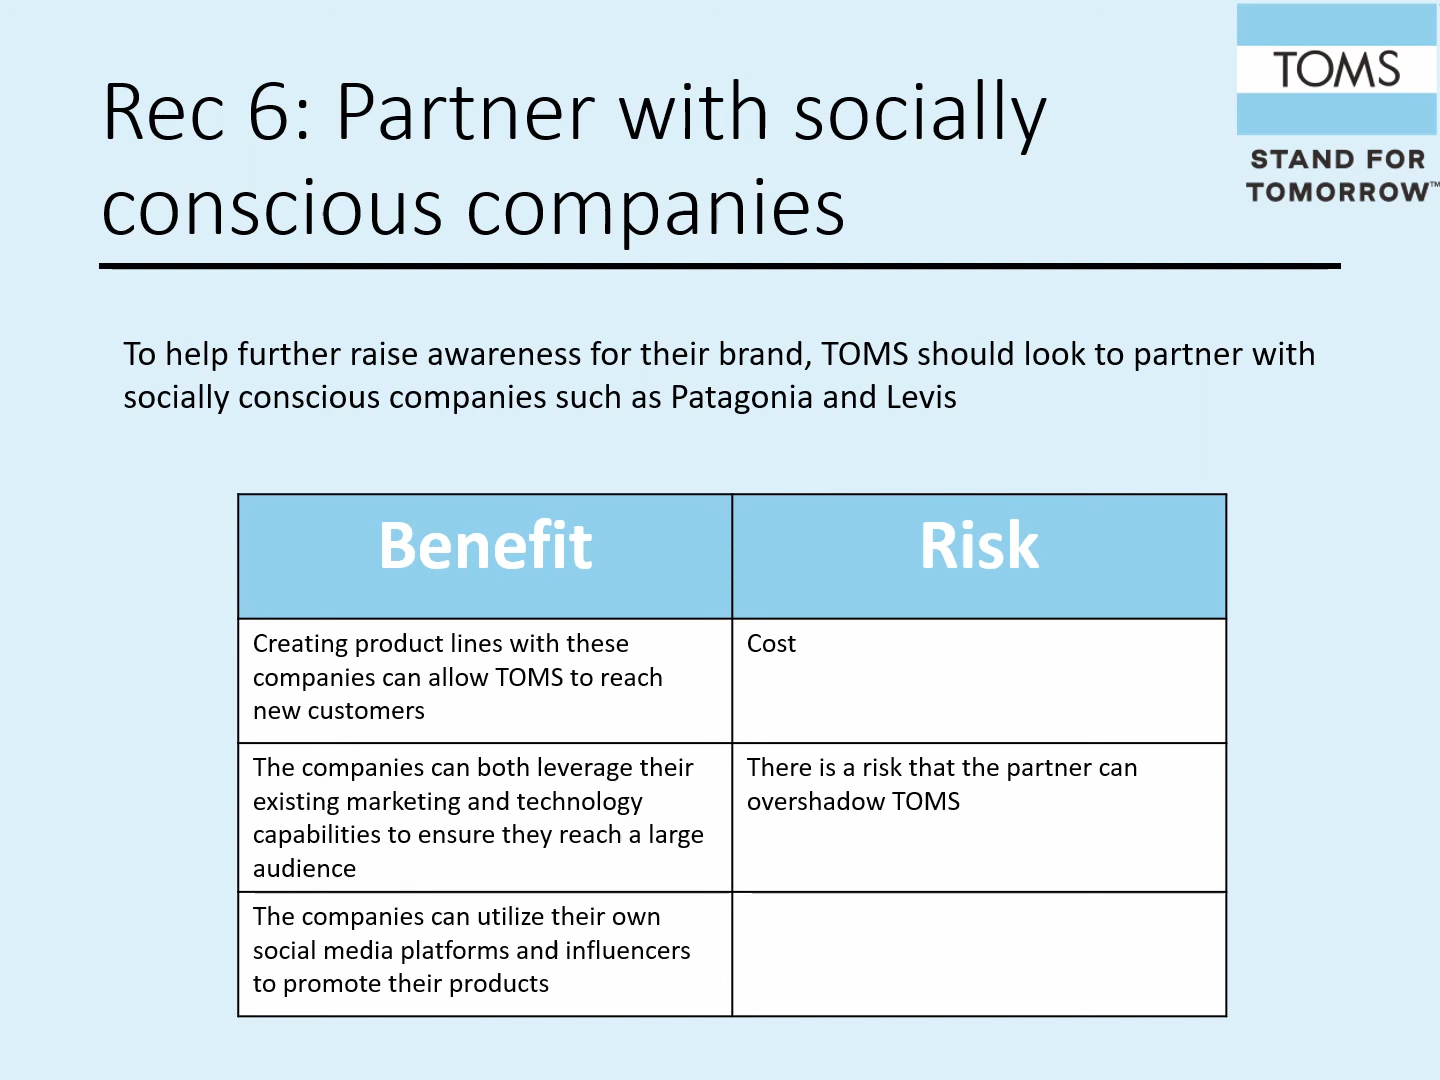 TOMS
STAND FOR
TOMORROW™
Rec 6: Partner with socially
conscious companies
To help further raise awareness for their brand, TOMS should look to partner with
socially conscious companies such as Patagonia and Levis
Benefit
Risk
Creating product lines with these
companies can allow TOMS to reach
new customers
Cost
The companies can both leverage their
existing marketing and technology
capabilities to ensure they reach a large
audience
There is a risk that the partner can
overshadow TOMS
The companies can utilize their own
social media platforms and influencers
to promote their products